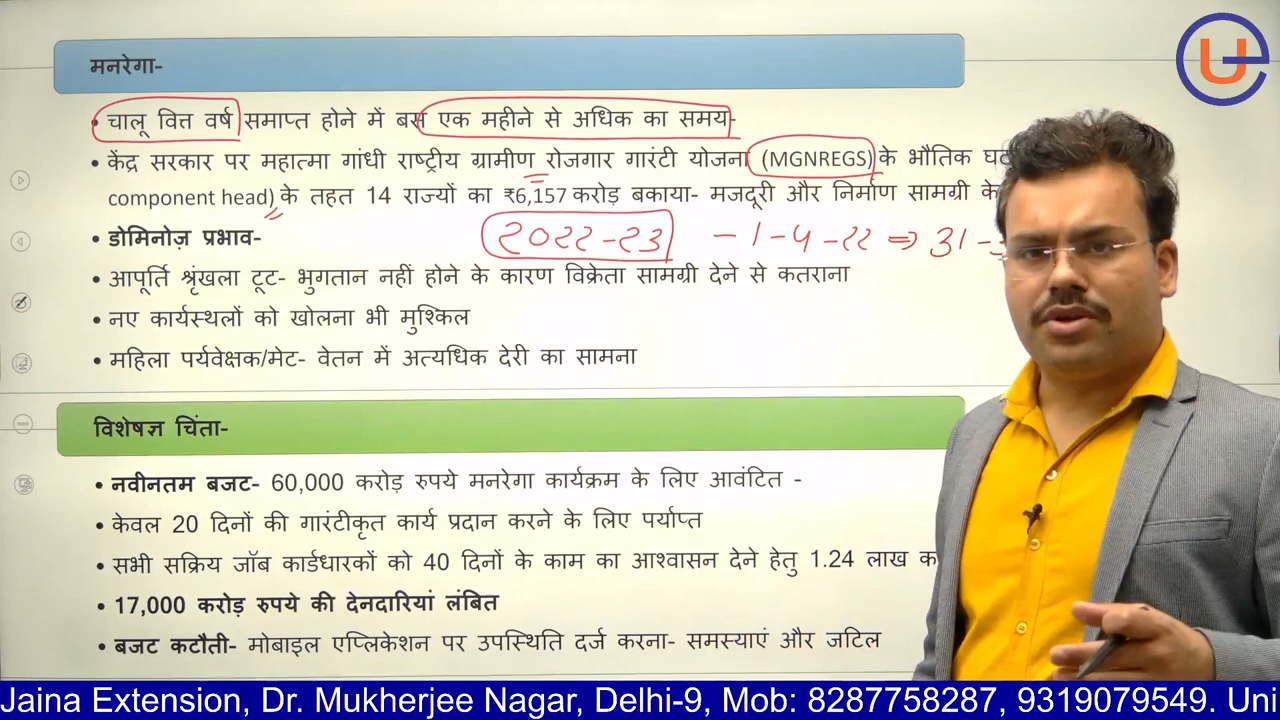 मनरेगा-
• चालू वित्त वर्ष समाप्त होने में बस एक महीने से अधिक का समय-
• केंद्र सरकार पर महात्मा गांधी राष्ट्रीय ग्रामीण रोजगार गारंटी योजना (MGNREGS) के भौतिक
component head) के तहत 14 राज्यों का ₹6,157 करोड़ बकाया- मजदूरी और निर्माण सामग्री के
• डोमिनोज़ प्रभाव-
2022-23 - 1-4-22 ⇒ 31-
• आपूर्ति श्रृंखला टूट- भुगतान नहीं होने के कारण विक्रेता सामग्री देने से कतराना
• नए कार्यस्थलों को खोलना भी मुश्किल
• महिला पर्यवेक्षक/मेट- वेतन में अत्यधिक देरी का सामना
विशेषज्ञ चिंता-
• नवीनतम बजट- 60,000 करोड़ रुपये मनरेगा कार्यक्रम के लिए आवंटित -
• केवल 20 दिनों की गारंटीकृत कार्य प्रदान करने के लिए पर्याप्त
• सभी सक्रिय जॉब कार्डधारकों को 40 दिनों के काम का आश्वासन देने हेतु 1.24 लाख
• 17,000 करोड़ रुपये की देनदारियां लंबित
• बजट कटौती- मोबाइल एप्लिकेशन पर उपस्थिति दर्ज करना- समस्याएं और जटिल
Jaina Extension, Dr. Mukherjee Nagar, Delhi-9, Mob: 8287758287, 9319079549. Uni